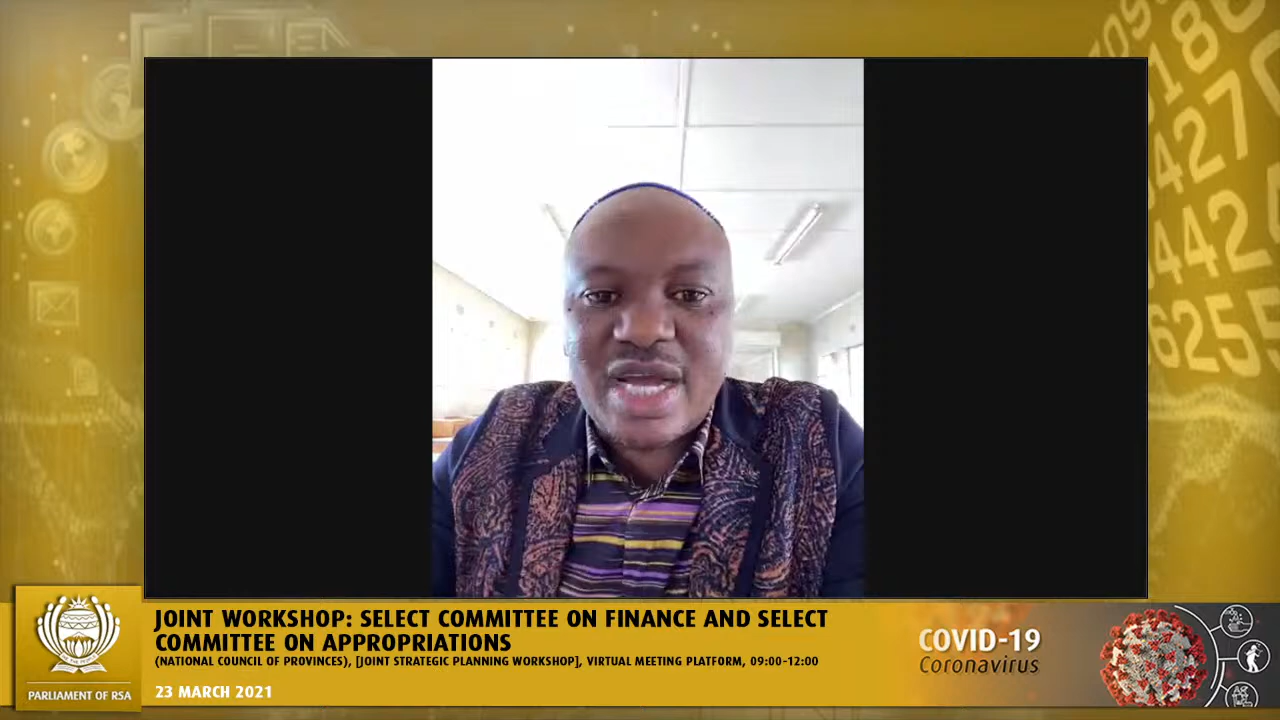 JOINT WORKSHOP: SELECT COMMITTEE ON FINANCE AND SELECT
COMMITTEE ON APPROPRIATIONS
(NATIONAL COUNCIL OF PROVINCES), [JOINT STRATEGIC PLANNING WORKSHOP], VIRTUAL MEETING PLATFORM, 09:00-12:00
23 MARCH 2021
PARLIAMENT OF RSA
COVID-19
Coronavirus